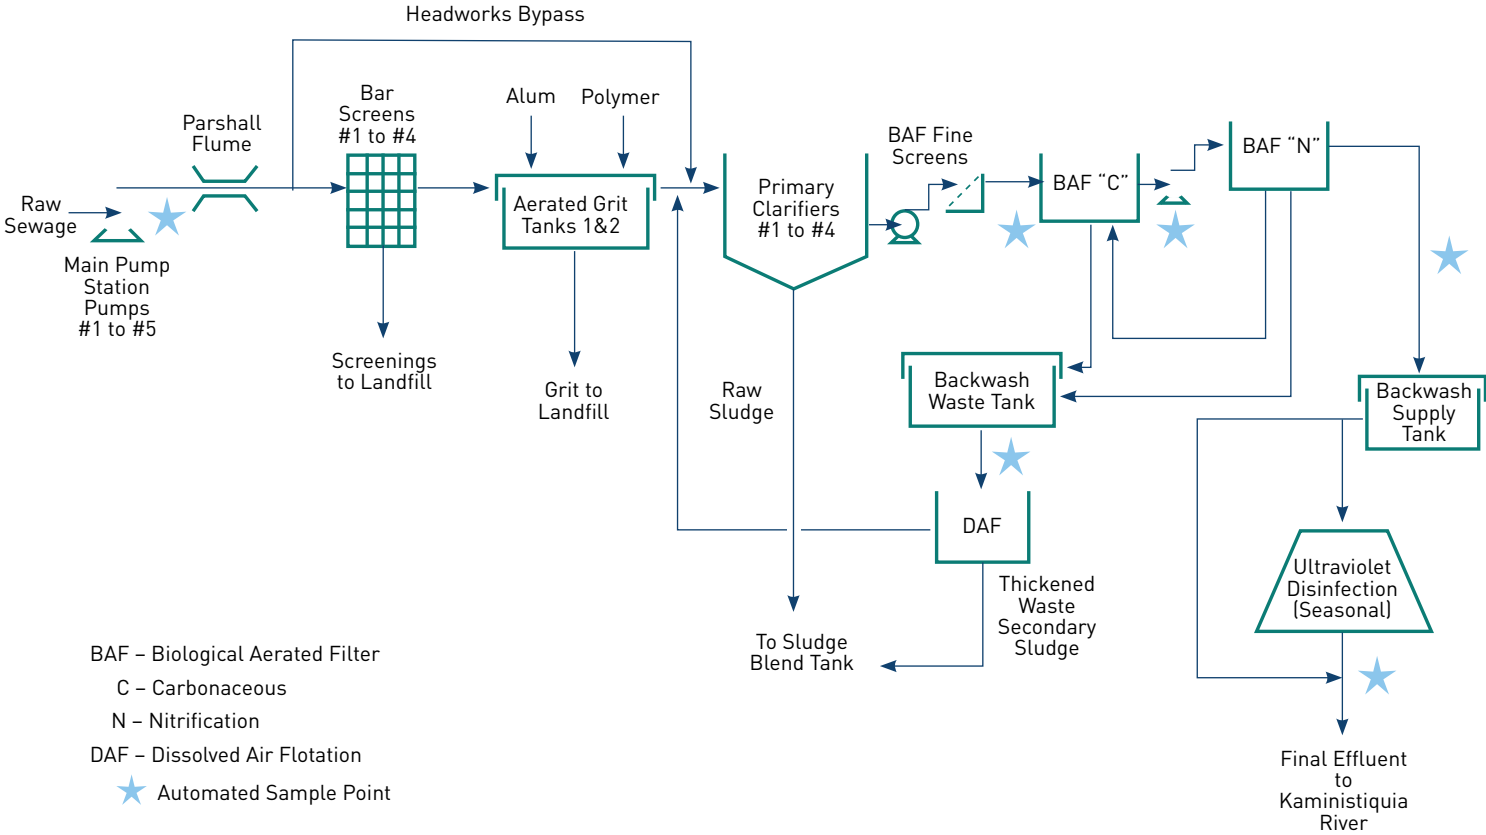 Headworks Bypass
Bar
Screens
#1 to #4
Alum
Polymer
Parshall
Flume
BAF Fine
Screens
BAF “N”
Raw
Sewage
Aerated Grit
Tanks 1&2
Primary
Clarifiers
#1 to #4
BAF “C”
Main Pump
Station
Pumps
#1 to #5
Screenings
to Landfill
Grit to
Landfill
Raw
Sludge
Backwash
Waste Tank
Backwash
Supply
Tank
DAF
Thickened
Waste
Secondary
Sludge
Ultraviolet
Disinfection
(Seasonal)
To Sludge
Blend Tank
BAF – Biological Aerated Filter
C – Carbonaceous
N – Nitrification
DAF – Dissolved Air Flotation
Automated Sample Point
Final Effluent
to
Kaministiquia
River